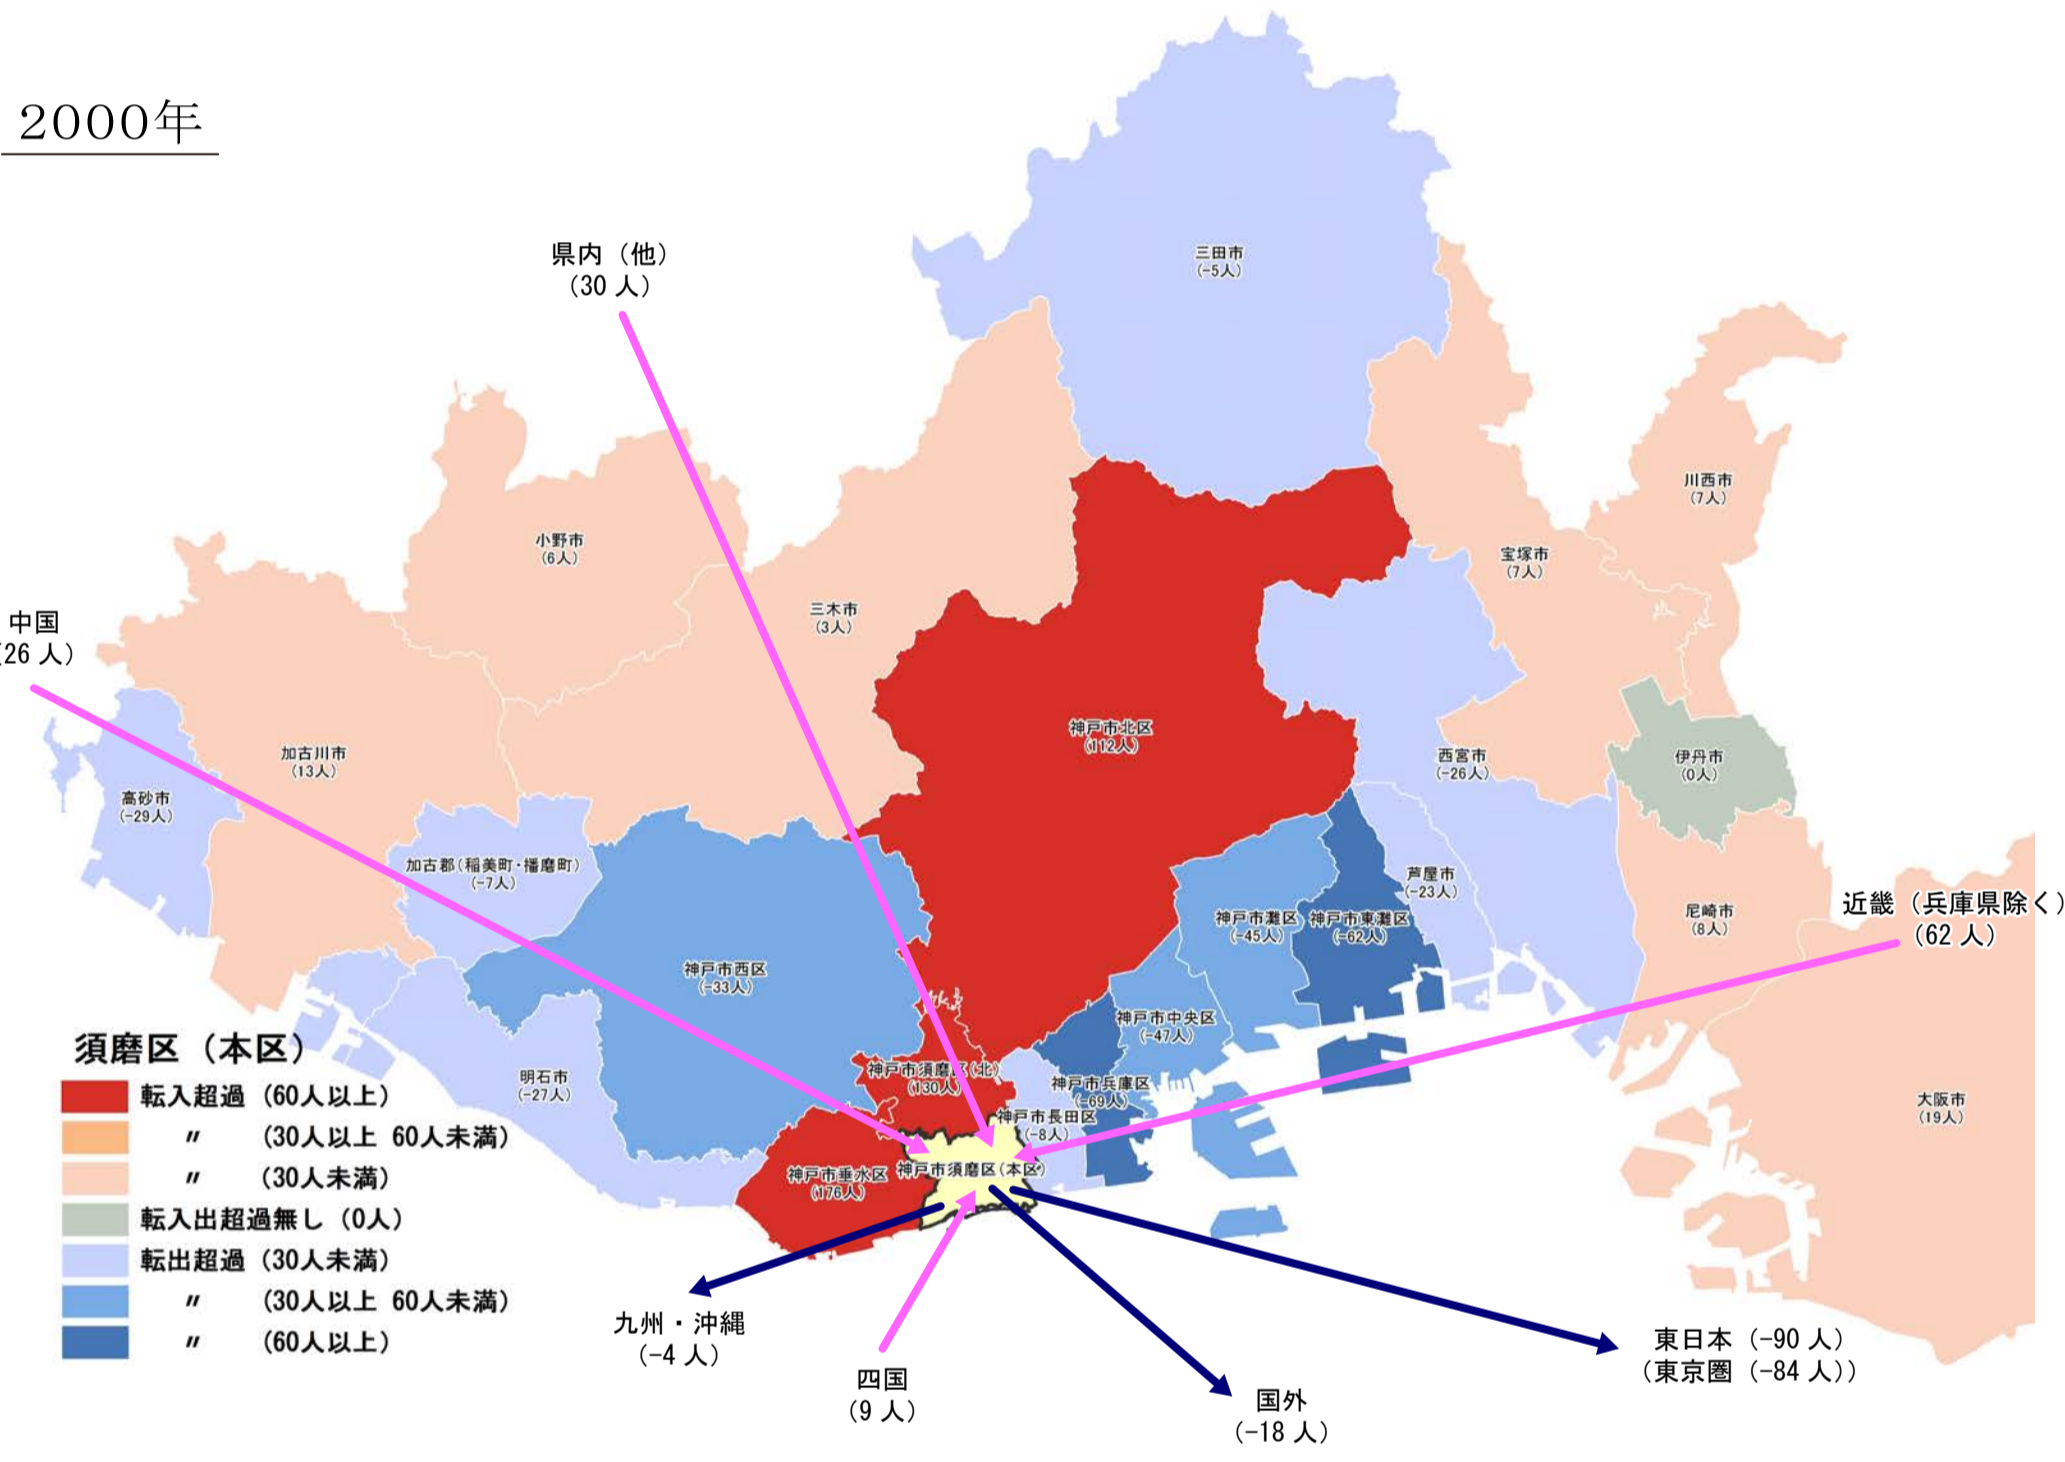 2000年
県内（他）
（30 人）
三田市
（-5人）
川西市
（7人）
小野市
（6人）
宝塚市
（7人）
三木市
（3人）
中国
（26 人）
神戸市北区
（112人）
加古川市
（13人）
西宮市
（-26人）
伊丹市
（0人）
高砂市
（-29人）
加古郡（稲美町・播磨町）
（-7人）
芦屋市
（-23人）
近畿（兵庫県除く）
（62 人）
神戸市灘区
（-45人）
神戸市東灘区
（-62人）
尼崎市
（8人）
神戸市西区
（-33人）
神戸市中央区
（-47人）
明石市
（-27人）
神戸市須磨区（北）
（130人）
神戸市兵庫区
（-69人）
神戸市長田区
（-8人）
大阪市
（19人）
神戸市垂水区
（176人）
神戸市須磨区（本区）
須磨区（本区）
転入超過（60人以上）
〃 （30人以上 60人未満）
〃 （30人未満）
転入出超過無し（0人）
転出超過（30人未満）
〃 （30人以上 60人未満）
〃 （60人以上）
九州・沖縄
（-4 人）
四国
（9 人）
国外
（-18 人）
東日本（-90 人）
（東京圏（-84 人））